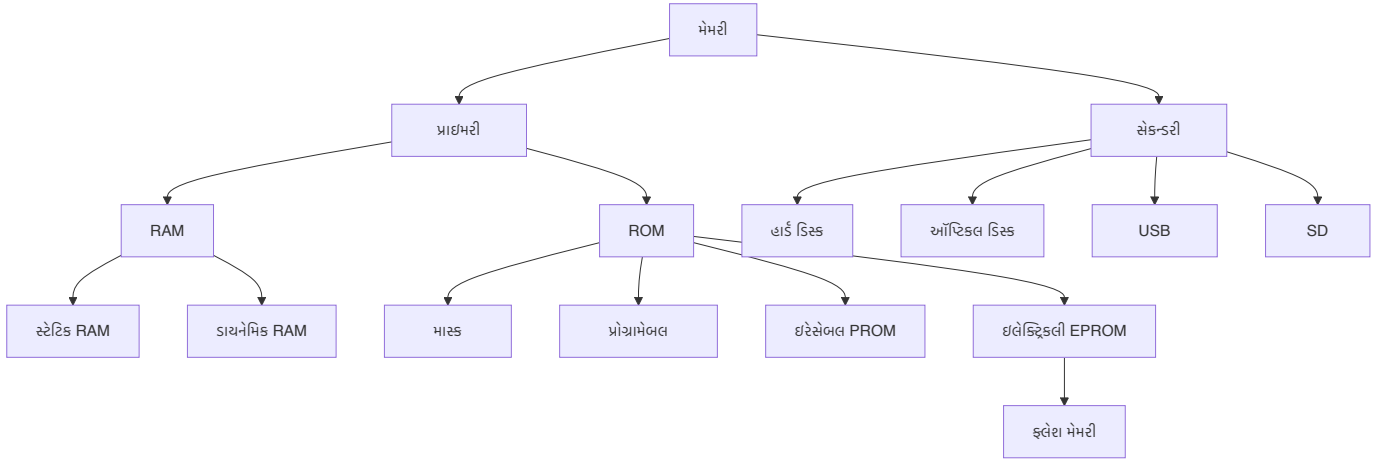 મેમરી
પ્રાઇમરી
સેકન્ડરી
RAM
ROM
હાર્ડ ડિસ્ક
ઑપ્ટિકલ ડિસ્ક
USB
SD
સ્ટેટિક RAM
ડાયનેમિક RAM
માસ્ક
પ્રોગ્રામેબલ
ઇરેસેબલ PROM
ઇલેક્ટ્રિકલી EPROM
ફ્લેશ મેમરી